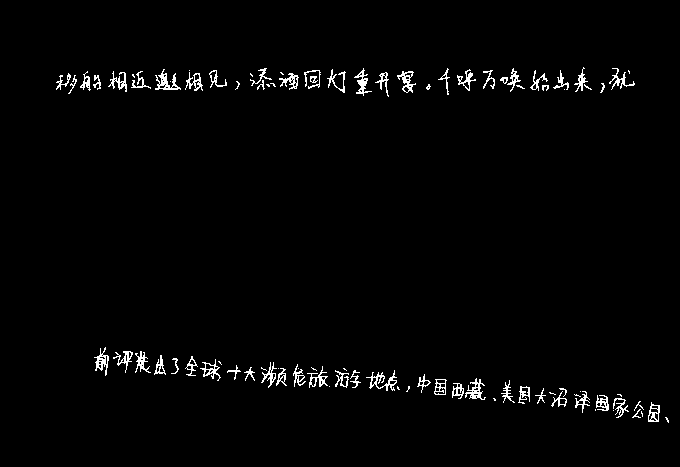 移船相近邀相见，添酒回灯重开宴。千呼万唤始出来，犹
前评发出了全球十大濒危旅游地点，中国西藏、美国大沼泽国家公园、